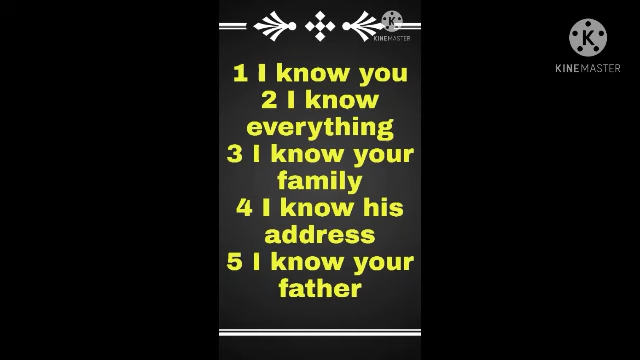 KINEMASTER
KINEMASTER
1 I know you
2 I know
everything
3 I know your
family
4 I know his
address
5 I know your
father